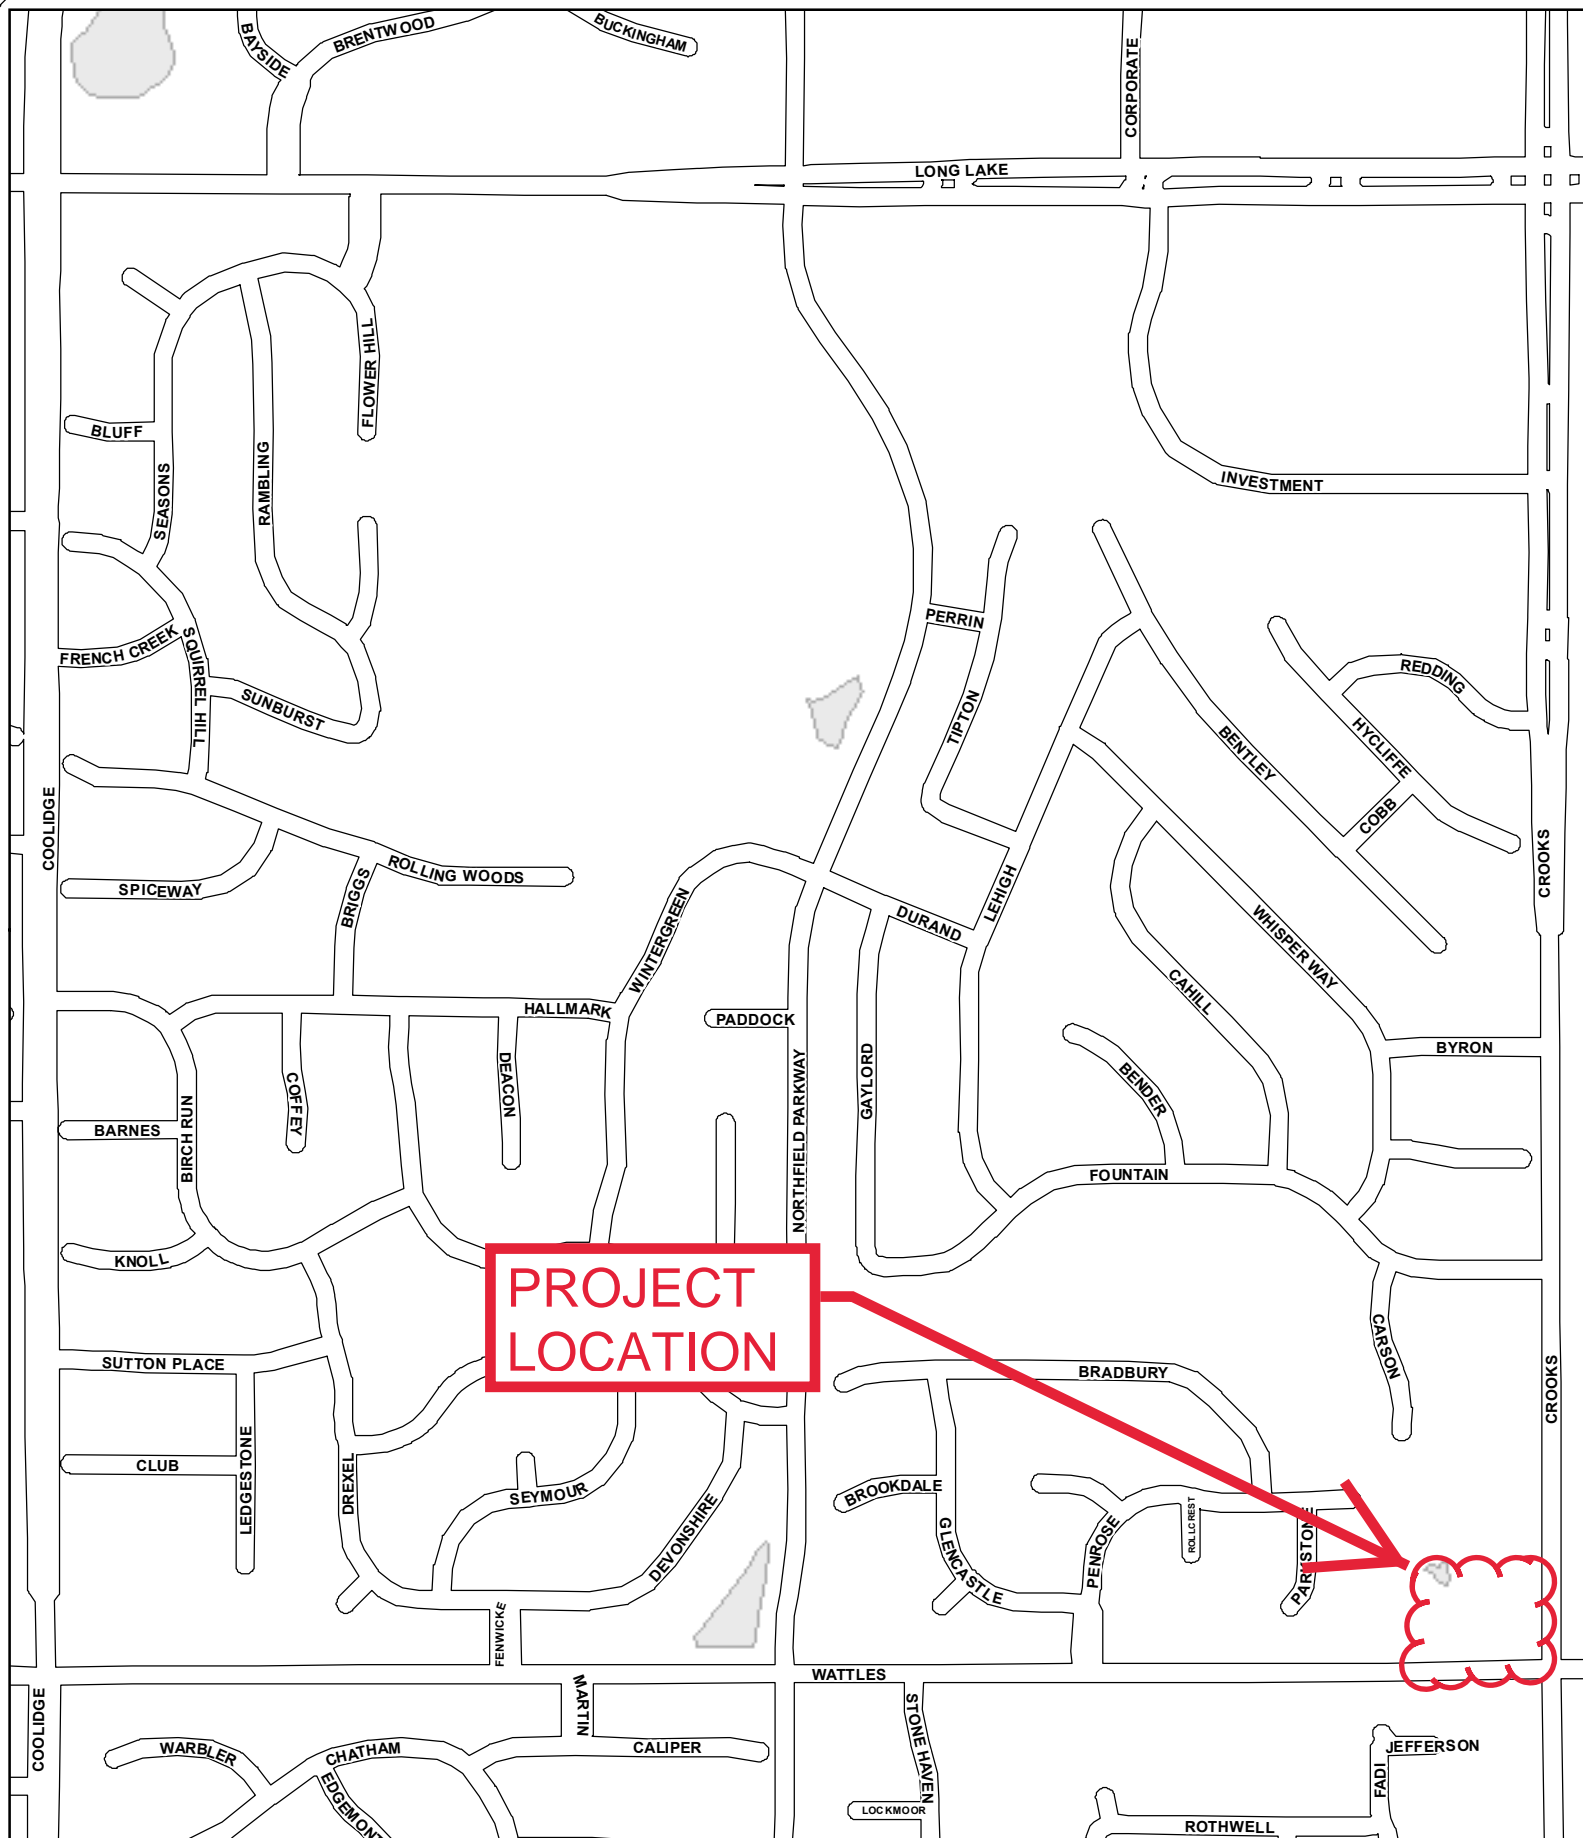 BAYSIDE
BRENTWOOD
BUCKINGHAM
CORPORATE
LONG LAKE
FLOWER HILL
BLUFF
SEASONS
RAMBLING
INVESTMENT
PERRIN
FRENCH CREEK
SQUIRREL HILL
SUNBURST
TIPTON
BENTLEY
REDDING
HYCLIFFE
COBB
COOLIDGE
CROOKS
SPICEWAY
ROLLING WOODS
BRIGGS
WINTERGREEN
DURAND
LEHIGH
WHISPER WAY
CAHILL
HALLMARK
PADDOCK
DEACON
COFFEY
BARNES
BIRCH RUN
NORTHFIELD PARKWAY
GAYLORD
BENDER
BYRON
FOUNTAIN
KNOLL
PROJECT
LOCATION
SUTTON PLACE
BRADBURY
CARSON
CROOKS
CLUB
LEDGESTONE
DREXEL
SEYMOUR
DEVONSHIRE
BROOKDALE
GLENCASTLE
PENROSE
ROLLCREST
PARKSTONE
FENWICKE
WATTLES
MARTIN
COOLIDGE
STONE HAVEN
WARBLER
CHATHAM
EDGEMONT
CALIPER
JEFFERSON
FADI
LOCKMOOR
ROTHWELL